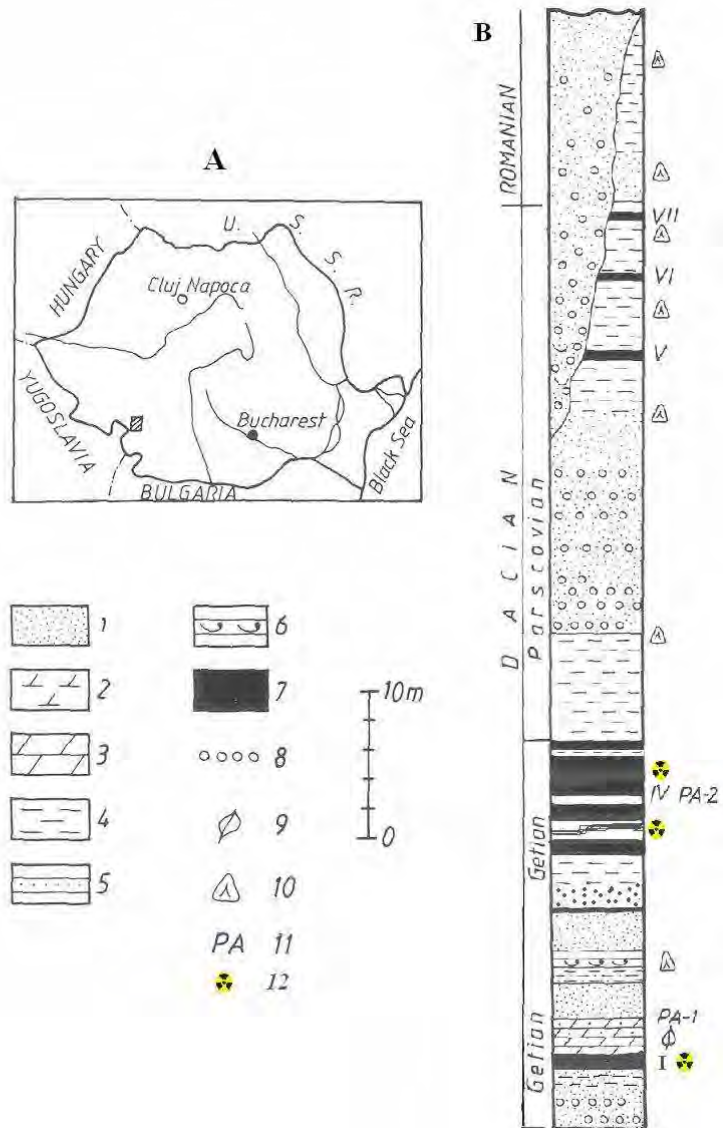 A
U. S. S. R.
HUNGARY
Cluj Napoca
YUGOSLAVIA
Bucharest
Black Sea
BULGARIA
1
2
3
4
5
6
7
8
9
10
PA 11
12
10m
0
B
ROMANIAN
DACIAN
Parscovian
Getian
Getian
VII
VI
V
IV PA-2
PA-1
I